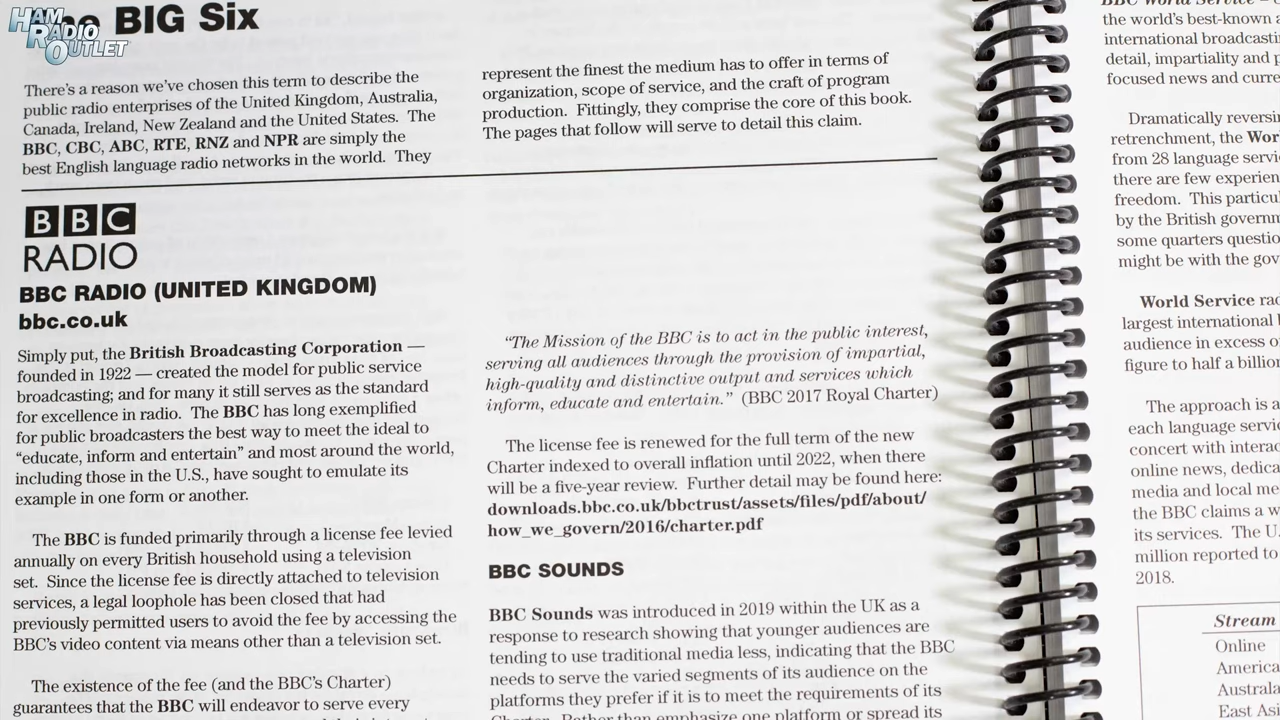 HAM
RADIO
OUTLET
BIG Six
There's a reason we've chosen this term to describe the
public radio enterprises of the United Kingdom, Australia,
Canada, Ireland, New Zealand and the United States. The
BBC, CBC, ABC, RTE, RNZ and NPR are simply the
best English language radio networks in the world. They
represent the finest the medium has to offer in terms of
organization, scope of service, and the craft of program
production. Fittingly, they comprise the core of this book.
The pages that follow will serve to detail this claim.
BBC
RADIO
BBC RADIO (UNITED KINGDOM)
bbc.co.uk
Simply put, the British Broadcasting Corporation —
founded in 1922 — created the model for public service
broadcasting; and for many it still serves as the standard
for excellence in radio. The BBC has long exemplified
for public broadcasters the best way to meet the ideal to
“educate, inform and entertain” and most around the world,
including those in the U.S., have sought to emulate its
example in one form or another.
The BBC is funded primarily through a license fee levied
annually on every British household using a television
set. Since the license fee is directly attached to television
services, a legal loophole has been closed that had
previously permitted users to avoid the fee by accessing the
BBC's video content via means other than a television set.
The existence of the fee (and the BBC's Charter)
guarantees that the BBC will endeavor to serve every
“The Mission of the BBC is to act in the public interest,
serving all audiences through the provision of impartial,
high-quality and distinctive output and services which
inform, educate and entertain.” (BBC 2017 Royal Charter)
The license fee is renewed for the full term of the new
Charter indexed to overall inflation until 2022, when there
will be a five-year review. Further detail may be found here:
downloads.bbc.co.uk/bbctrust/assets/files/pdf/about/
how_we_govern/2016/charter.pdf
BBC SOUNDS
BBC Sounds was introduced in 2019 within the UK as a
response to research showing that younger audiences are
tending to use traditional media less, indicating that the BBC
needs to serve the varied segments of its audience on the
platforms they prefer if it is to meet the requirements of its
Charter. Rather than emphasize one platform or spread its
BBC World Service –
the world's best-known
international broadcasti
detail, impartiality and
focused news and curre
Dramatically reversi
retrenchment, the Wor
from 28 language servi
there are few experien
freedom. This particul
by the British governm
some quarters questio
might be with the gov
World Service rad
largest international
audience in excess o
figure to half a billio
The approach is a
each language servic
concert with interac
online news, dedica
media and local me
the BBC claims a w
its services. The U.
million reported to
2018.
Stream
Online
America
Austral
East Asi